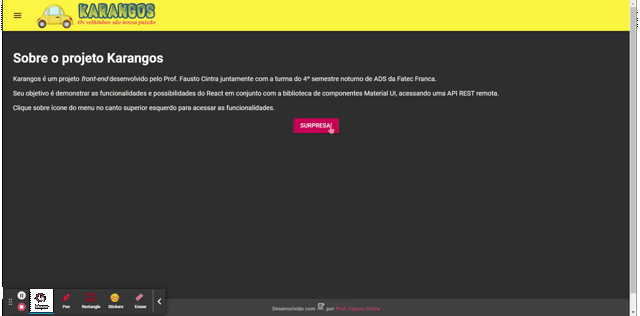 KARANGOS
Os velhinhos são nossa paixão
Sobre o projeto Karangos
Karangos é um projeto front-end desenvolvido pelo Prof. Fausto Cintra juntamente com a turma do 4º semestre noturno de ADS da Fatec Franca.
Seu objetivo é demonstrar as funcionalidades e possibilidades do React em conjunto com a biblioteca de componentes Material UI, acessando uma API REST remota.
Clique sobre ícone do menu no canto superior esquerdo para acessar as funcionalidades.
SURPRESA!
Pen Rectangle Stickers Eraser
Desenvolvido com por Prof. Fausto Cintra